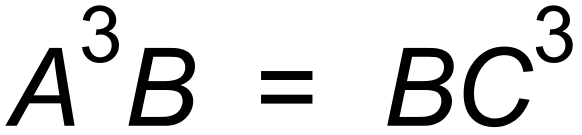 A³B = BC³